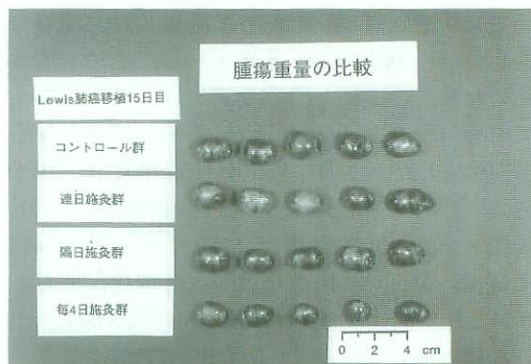 腫瘍重量の比較
Lewis肺癌移植15日目
コントロール群
連日施灸群
隔日施灸群
毎4日施灸群
0 2 4 cm